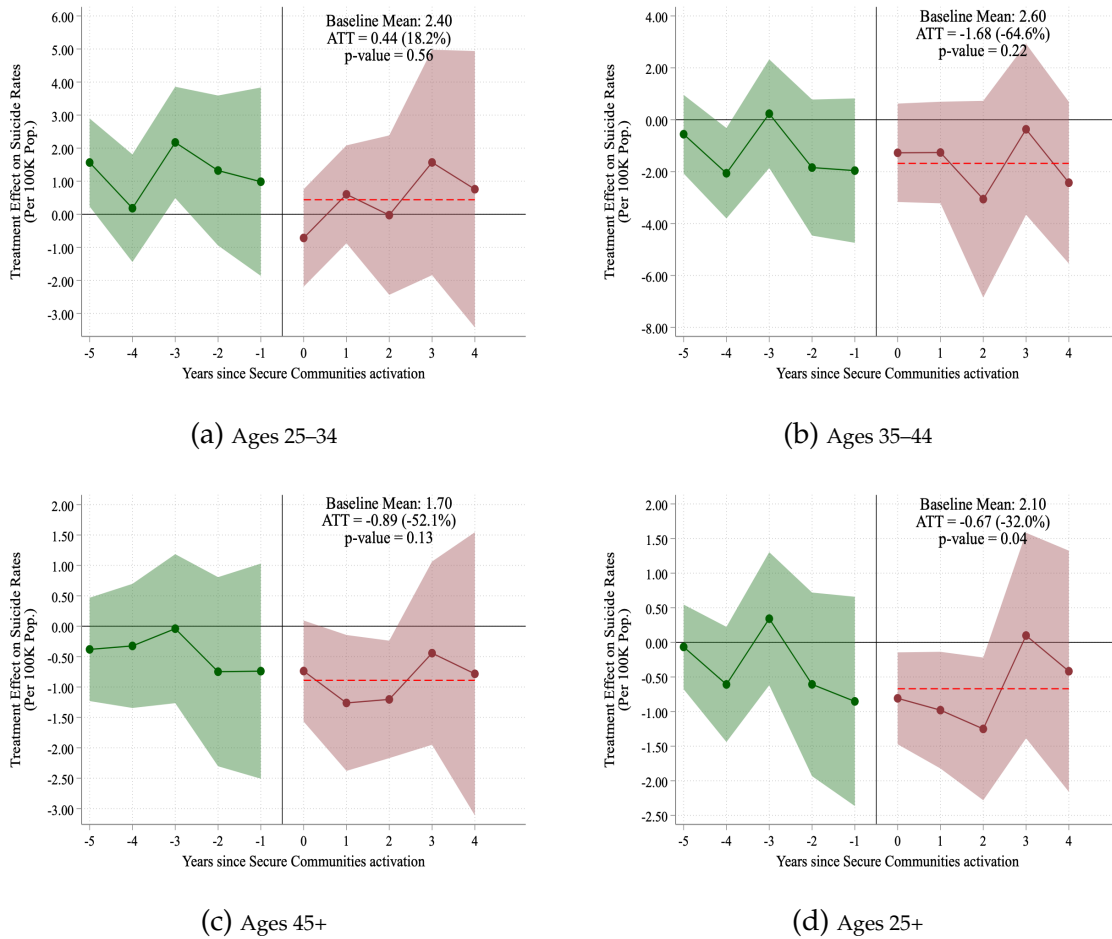 6.00
5.00
4.00
3.00
2.00
1.00
0.00
-1.00
-2.00
-3.00
Treatment Effect on Suicide Rates
(Per 100K Pop.)
Baseline Mean: 2.40
ATT = 0.44 (18.2%)
p-value = 0.56
-5 -4 -3 -2 -1 0 1 2 3 4
Years since Secure Communities activation
(a) Ages 25–34
4.00
2.00
0.00
-2.00
-4.00
-6.00
-8.00
Treatment Effect on Suicide Rates
(Per 100K Pop.)
Baseline Mean: 2.60
ATT = -1.68 (-64.6%)
p-value = 0.22
-5 -4 -3 -2 -1 0 1 2 3 4
Years since Secure Communities activation
(b) Ages 35–44
2.00
1.50
1.00
0.50
0.00
-0.50
-1.00
-1.50
-2.00
-2.50
-3.00
Treatment Effect on Suicide Rates
(Per 100K Pop.)
Baseline Mean: 1.70
ATT = -0.89 (-52.1%)
p-value = 0.13
-5 -4 -3 -2 -1 0 1 2 3 4
Years since Secure Communities activation
(c) Ages 45+
2.00
1.50
1.00
0.50
0.00
-0.50
-1.00
-1.50
-2.00
-2.50
Treatment Effect on Suicide Rates
(Per 100K Pop.)
Baseline Mean: 2.10
ATT = -0.67 (-32.0%)
p-value = 0.04
-5 -4 -3 -2 -1 0 1 2 3 4
Years since Secure Communities activation
(d) Ages 25+